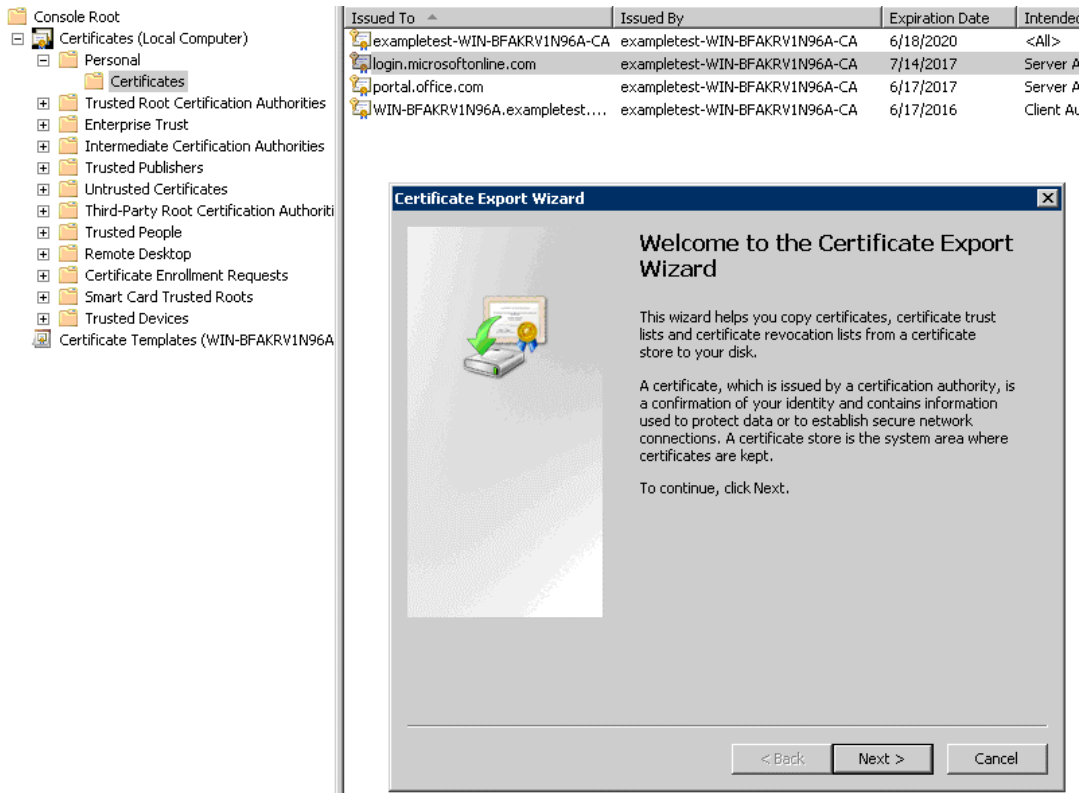 Console Root
Certificates (Local Computer)
Personal
Certificates
Trusted Root Certification Authorities
Enterprise Trust
Intermediate Certification Authorities
Trusted Publishers
Untrusted Certificates
Third-Party Root Certification Authoriti
Trusted People
Remote Desktop
Certificate Enrollment Requests
Smart Card Trusted Roots
Trusted Devices
Certificate Templates (WIN-BFAKRV1N96A
Issued To Issued By Expiration Date Intended
exampletest-WIN-BFAKRV1N96A-CA exampletest-WIN-BFAKRV1N96A-CA 6/18/2020 <All>
login.microsoftonline.com exampletest-WIN-BFAKRV1N96A-CA 7/14/2017 Server A
portal.office.com exampletest-WIN-BFAKRV1N96A-CA 6/17/2017 Server A
WIN-BFAKRV1N96A.exampletest.... exampletest-WIN-BFAKRV1N96A-CA 6/17/2016 Client Au
Certificate Export Wizard
Welcome to the Certificate Export
Wizard
This wizard helps you copy certificates, certificate trust
lists and certificate revocation lists from a certificate
store to your disk.
A certificate, which is issued by a certification authority, is
a confirmation of your identity and contains information
used to protect data or to establish secure network
connections. A certificate store is the system area where
certificates are kept.
To continue, click Next.
< Back Next > Cancel